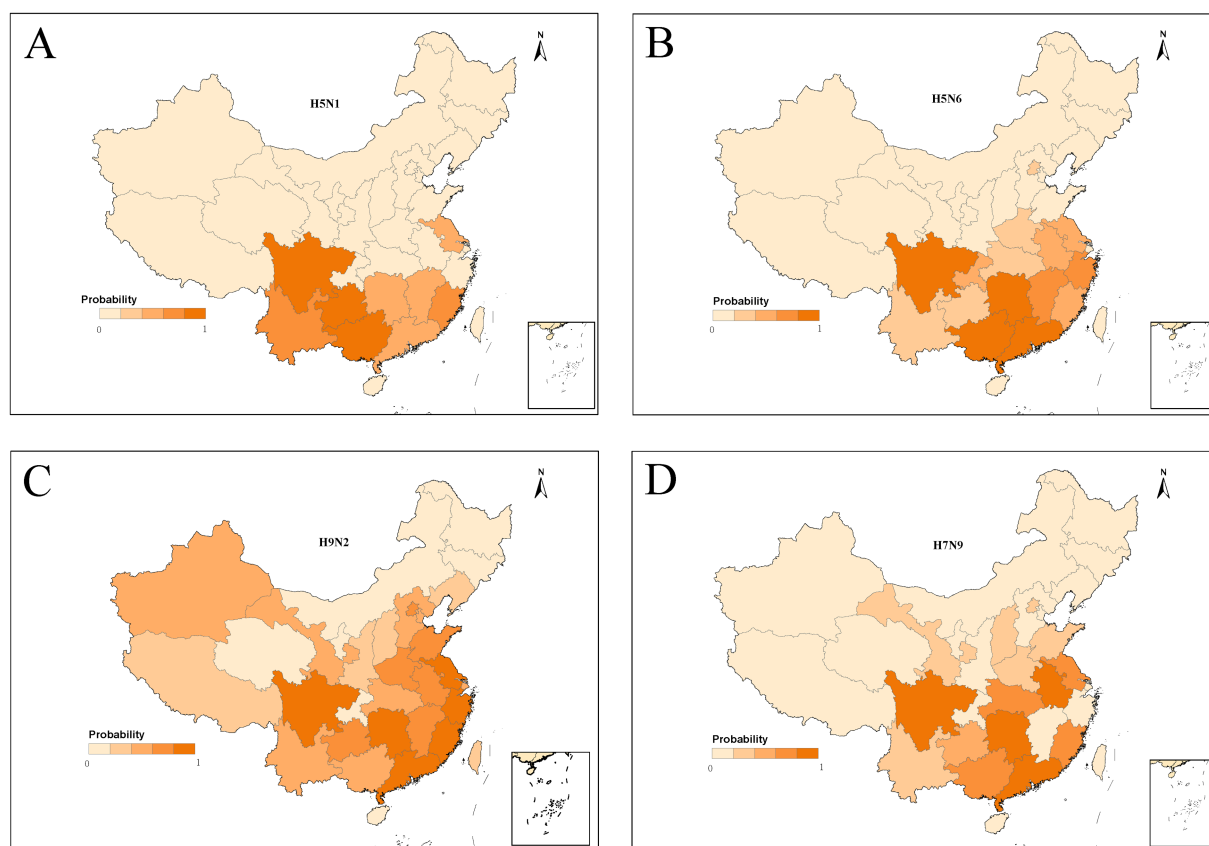 A
N
H5N1
Probability
0 1
B
N
H5N6
Probability
0 1
C
N
H9N2
Probability
0 1
D
N
H7N9
Probability
0 1